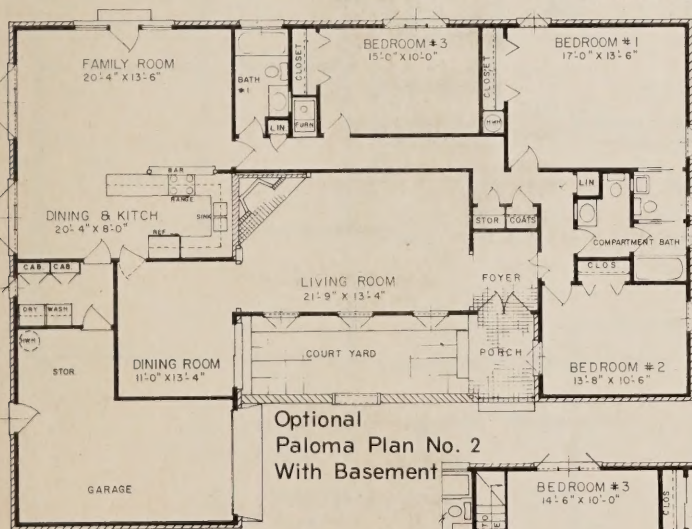 FAMILY ROOM
20'-4" X 13'-6"
BATH
#1
CLOSET
BEDROOM #3
15'-0" X 10'-0"
CLOSET
BEDROOM #1
17'-0" X 13'-6"
LIN.
FURN
HWH
BAR
RANGE
SINK
REF
DINING & KITCH
20'-4" X 8'-0"
LIN
STOR
COATS
COMPARTMENT BATH
CLOS
CAB.
CAB.
DRY
WASH
HWH
LIVING ROOM
21'-9" X 13'-4"
FOYER
STOR
DINING ROOM
11'-0" X 13'-4"
COURT YARD
PORCH
BEDROOM #2
13'-8" X 10'-6"
GARAGE
Optional
Paloma Plan No. 2
With Basement
BEDROOM #3
14'-6" X 10'-0"
CLOS